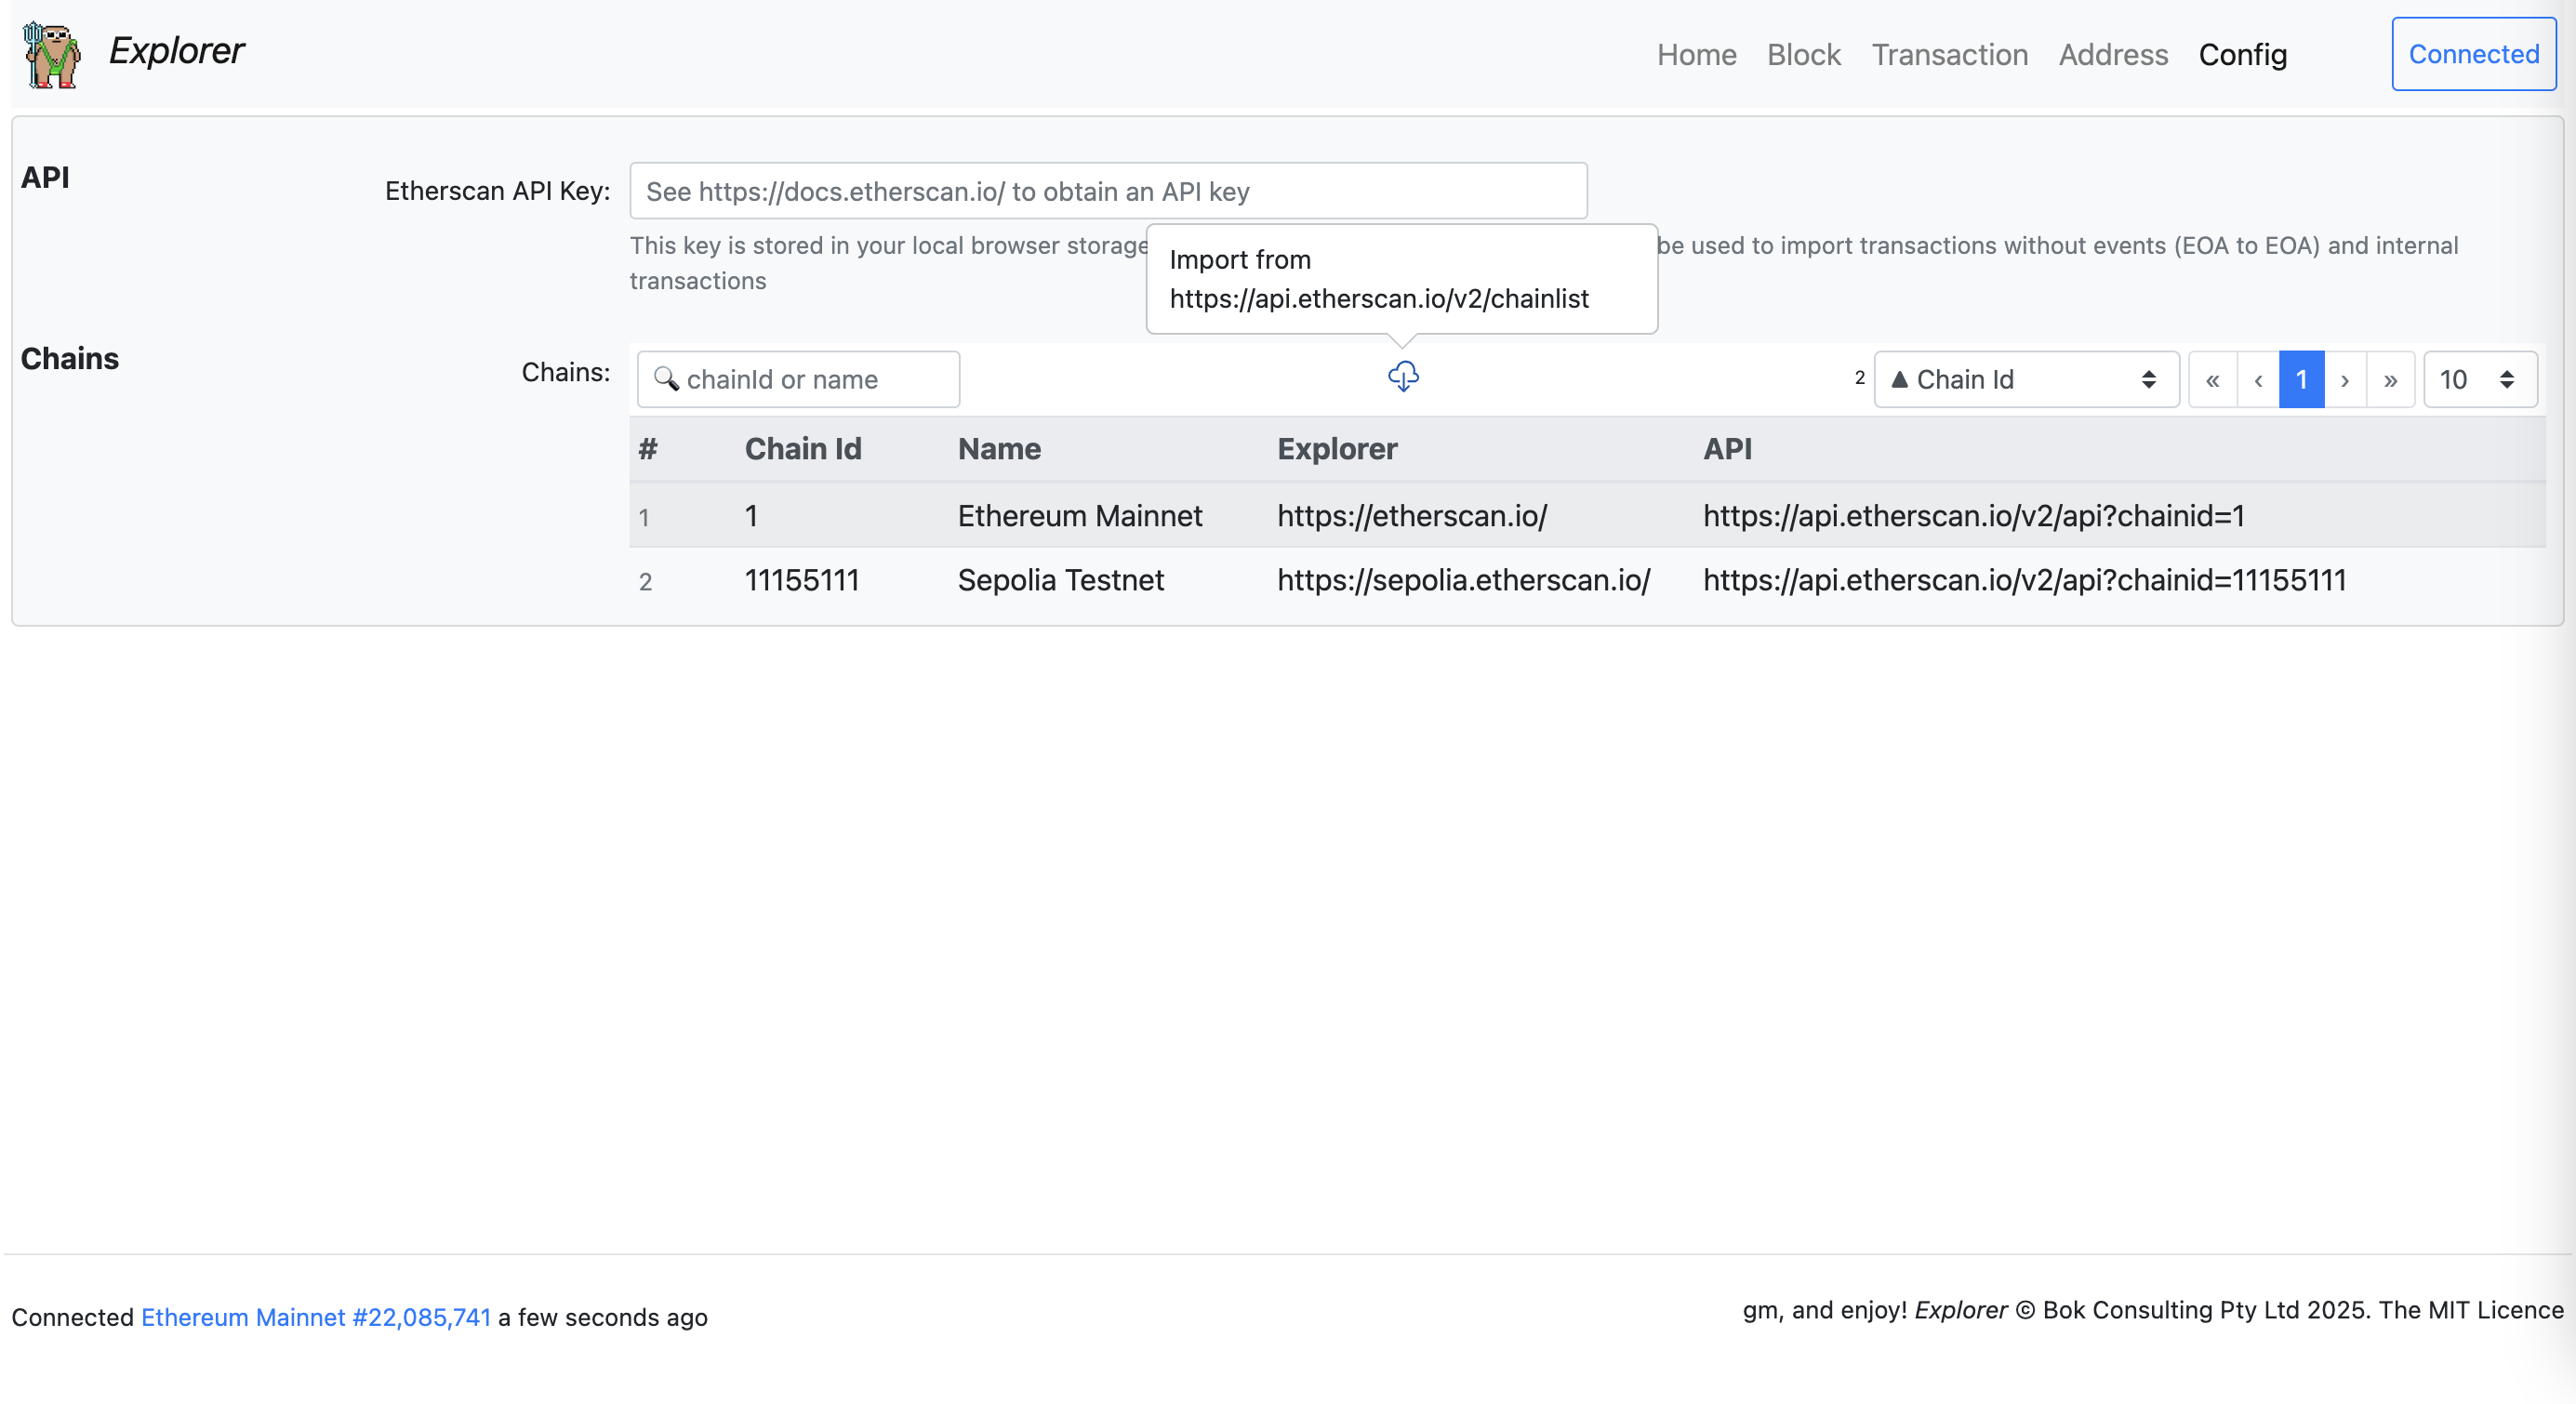 Explorer
Home Block Transaction Address Config Connected
API
Etherscan API Key: See https://docs.etherscan.io/ to obtain an API key
This key is stored in your local browser storage be used to import transactions without events (EOA to EOA) and internal
transactions
Import from
https://api.etherscan.io/v2/chainlist
Chains
Chains: chainId or name 2 ▲ Chain Id « ‹ 1 › » 10
# Chain Id Name Explorer API
1 1 Ethereum Mainnet https://etherscan.io/ https://api.etherscan.io/v2/api?chainid=1
2 11155111 Sepolia Testnet https://sepolia.etherscan.io/ https://api.etherscan.io/v2/api?chainid=11155111
Connected Ethereum Mainnet #22,085,741 a few seconds ago
gm, and enjoy! Explorer © Bok Consulting Pty Ltd 2025. The MIT Licence